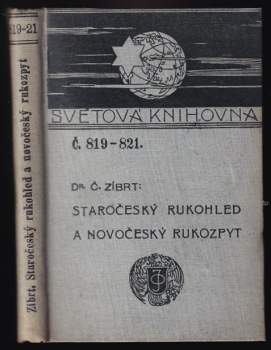 819-21
Zíbrt, Staročeský rukohled a novočeský rukozpyt
SVĚTOVÁ KNIHOVNA
Č. 819-821.
DR. Č. ZÍBRT:
STAROČESKÝ RUKOHLED
A NOVOČESKÝ RUKOZPYT